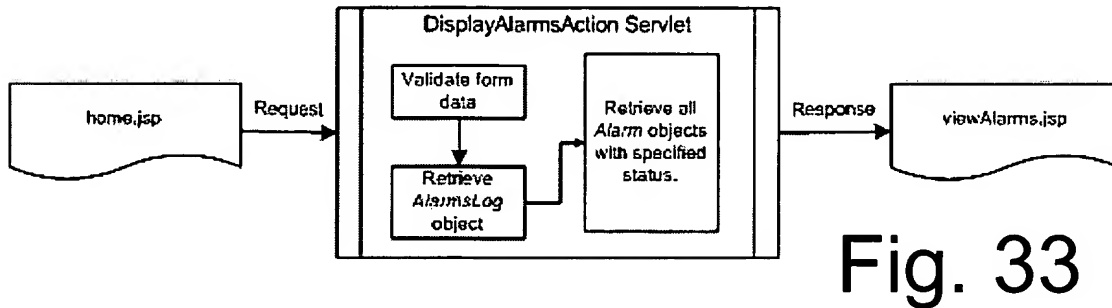 DisplayAlarmsAction Servlet
home.jsp
Request
Validate form
data
Retrieve
AlarmsLog
object
Retrieve all
Alarm objects
with specified
status.
Response
viewAlarms.jsp
Fig. 33